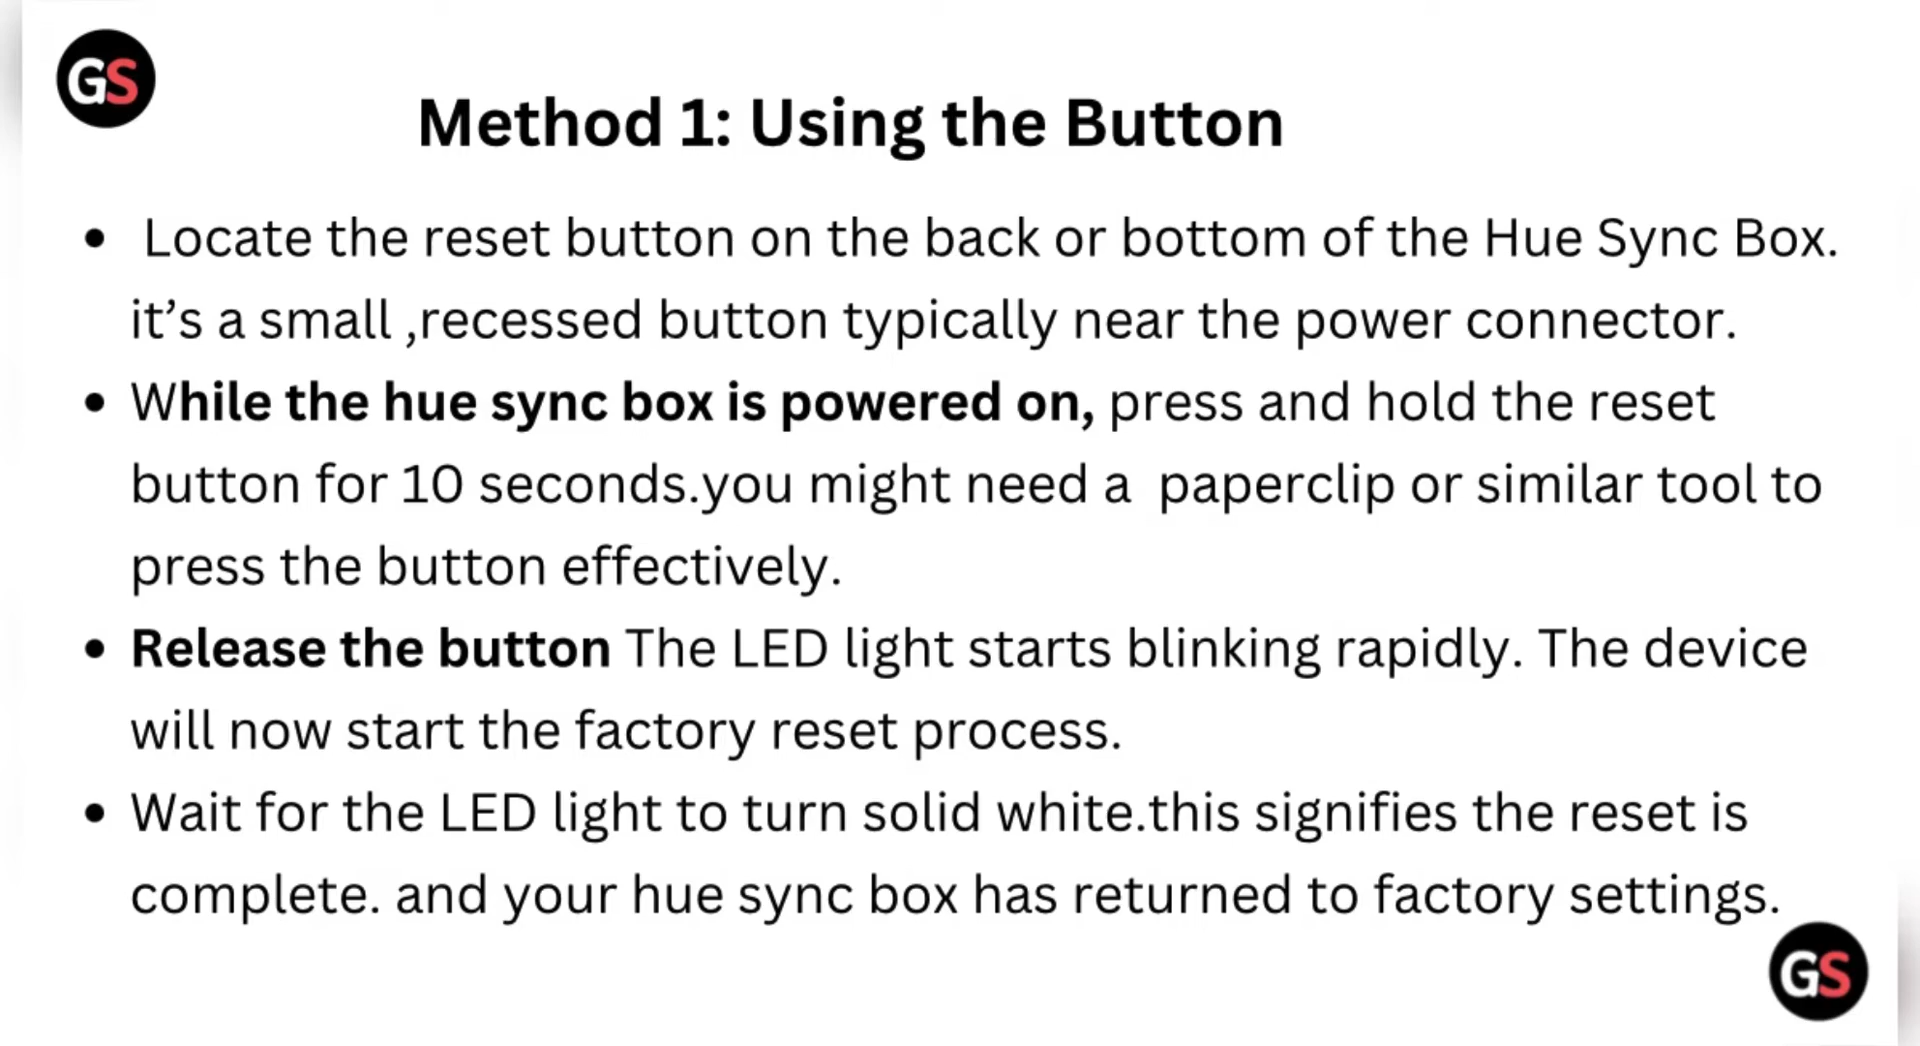 GS
Method 1: Using the Button
• Locate the reset button on the back or bottom of the Hue Sync Box.
it’s a small ,recessed button typically near the power connector.
• While the hue sync box is powered on, press and hold the reset
button for 10 seconds.you might need a  paperclip or similar tool to
press the button effectively.
• Release the button The LED light starts blinking rapidly. The device
will now start the factory reset process.
• Wait for the LED light to turn solid white.this signifies the reset is
complete. and your hue sync box has returned to factory settings.
GS